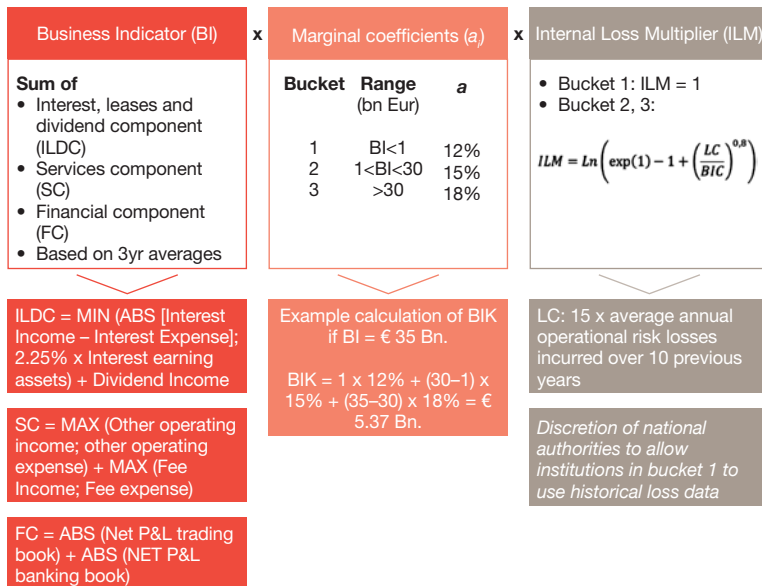 Business Indicator (BI) x Marginal coefficients (aᵢ) x Internal Loss Multiplier (ILM)
Sum of
• Interest, leases and
dividend component
(ILDC)
• Services component
(SC)
• Financial component
(FC)
• Based on 3yr averages
Bucket Range a
(bn Eur)
1 BI<1 12%
2 1<BI<30 15%
3 >30 18%
• Bucket 1: ILM = 1
• Bucket 2, 3:
ILM = Ln(exp(1) − 1 + (LC/BIC)^0,8)
ILDC = MIN (ABS [Interest
Income – Interest Expense];
2.25% x Interest earning
assets) + Dividend Income
SC = MAX (Other operating
income; other operating
expense) + MAX (Fee
Income; Fee expense)
FC = ABS (Net P&L trading
book) + ABS (NET P&L
banking book)
Example calculation of BIK
if BI = € 35 Bn.
BIK = 1 x 12% + (30–1) x
15% + (35–30) x 18% = €
5.37 Bn.
LC: 15 x average annual
operational risk losses
incurred over 10 previous
years
Discretion of national
authorities to allow
institutions in bucket 1 to
use historical loss data